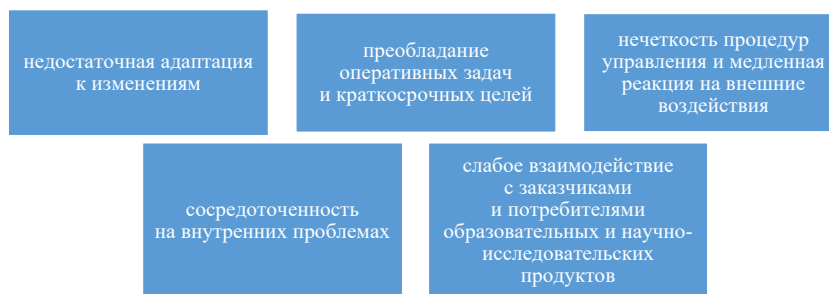 недостаточная адаптация
к изменениям
преобладание
оперативных задач
и краткосрочных целей
нечеткость процедур
управления и медленная
реакция на внешние
воздействия
сосредоточенность
на внутренних проблемах
слабое взаимодействие
с заказчиками
и потребителями
образовательных и научно-
исследовательских
продуктов